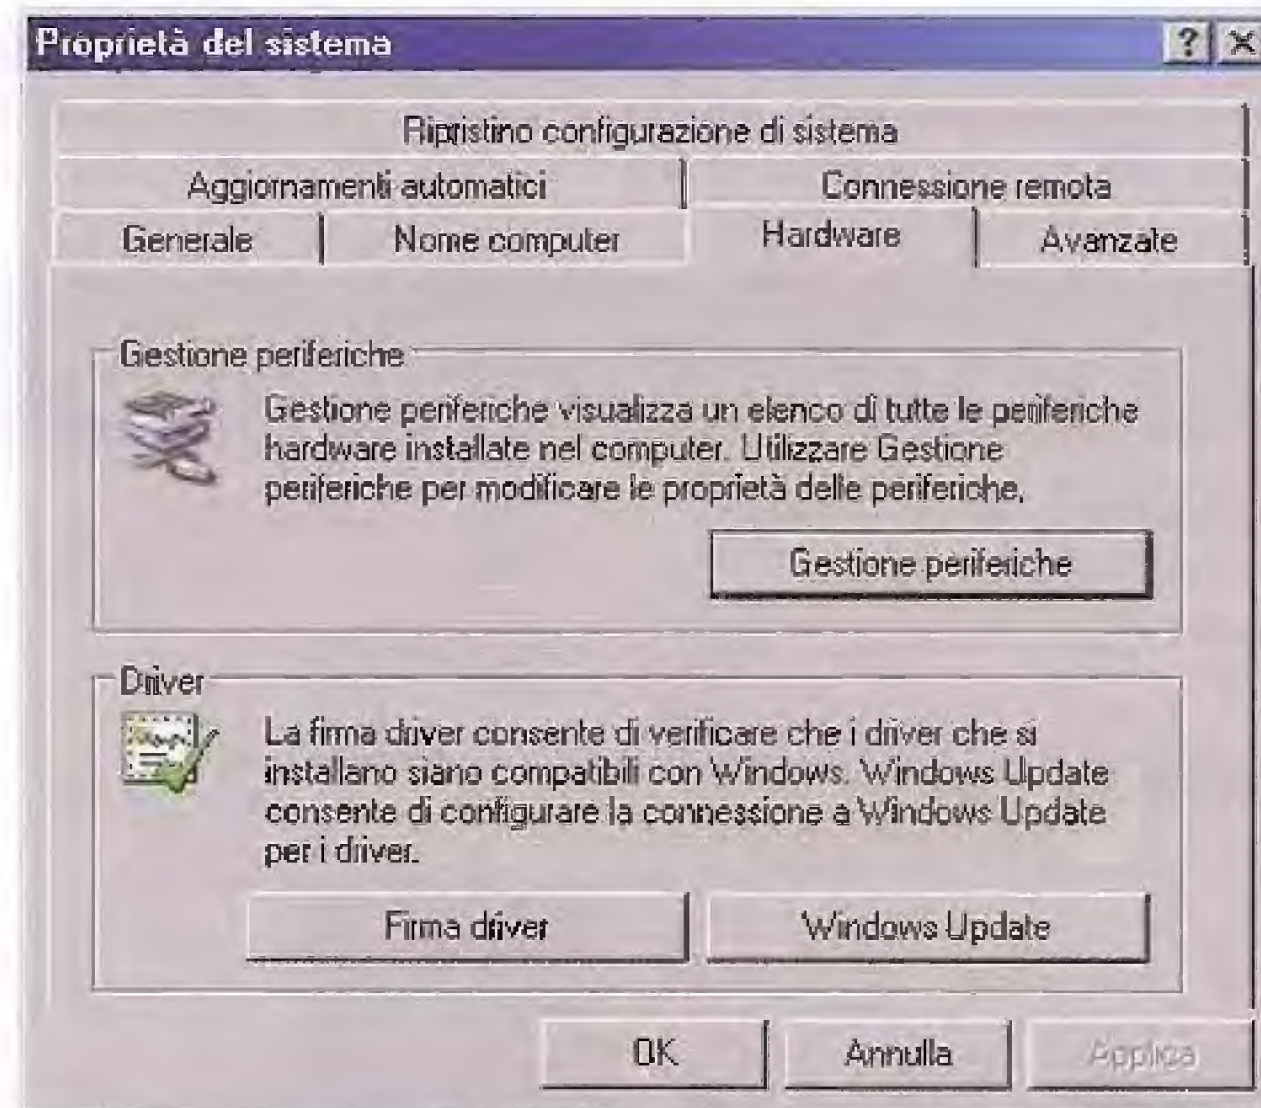 Proprietà del sistema
Ripristino configurazione di sistema
Aggiornamenti automatici
Connessione remota
Generale
Nome computer
Hardware
Avanzate
Gestione periferiche
Gestione periferiche visualizza un elenco di tutte le periferiche
hardware installate nel computer. Utilizzare Gestione
periferiche per modificare le proprietà delle periferiche.
Gestione periferiche
Driver
La firma driver consente di verificare che i driver che si
installano siano compatibili con Windows. Windows Update
consente di configurare la connessione a Windows Update
per i driver.
Firma driver
Windows Update
OK
Annulla
Applica